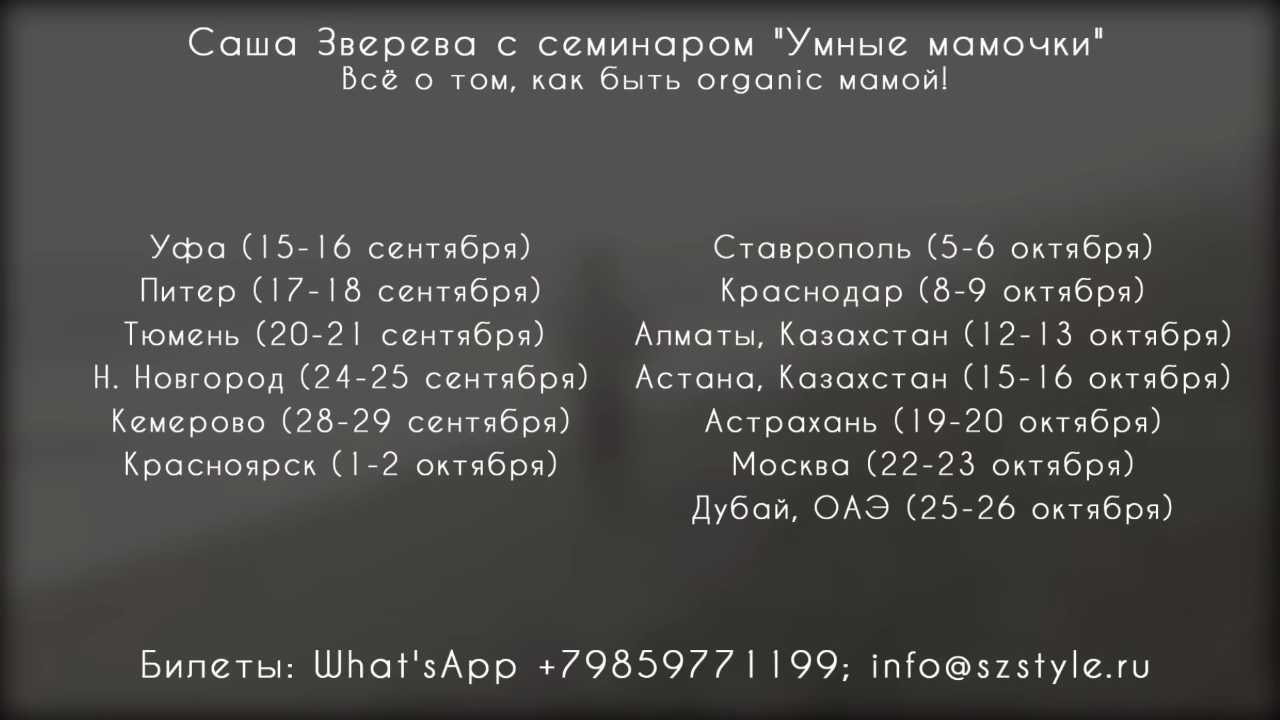 Саша Зверева с семинаром "Умные мамочки"
Всё о том, как быть organic мамой!
Уфа (15-16 сентября)
Питер (17-18 сентября)
Тюмень (20-21 сентября)
Н. Новгород (24-25 сентября)
Кемерово (28-29 сентября)
Красноярск (1-2 октября)
Ставрополь (5-6 октября)
Краснодар (8-9 октября)
Алматы, Казахстан (12-13 октября)
Астана, Казахстан (15-16 октября)
Астрахань (19-20 октября)
Москва (22-23 октября)
Дубай, ОАЭ (25-26 октября)
Билеты: What'sApp +79859771199; info@szstyle.ru